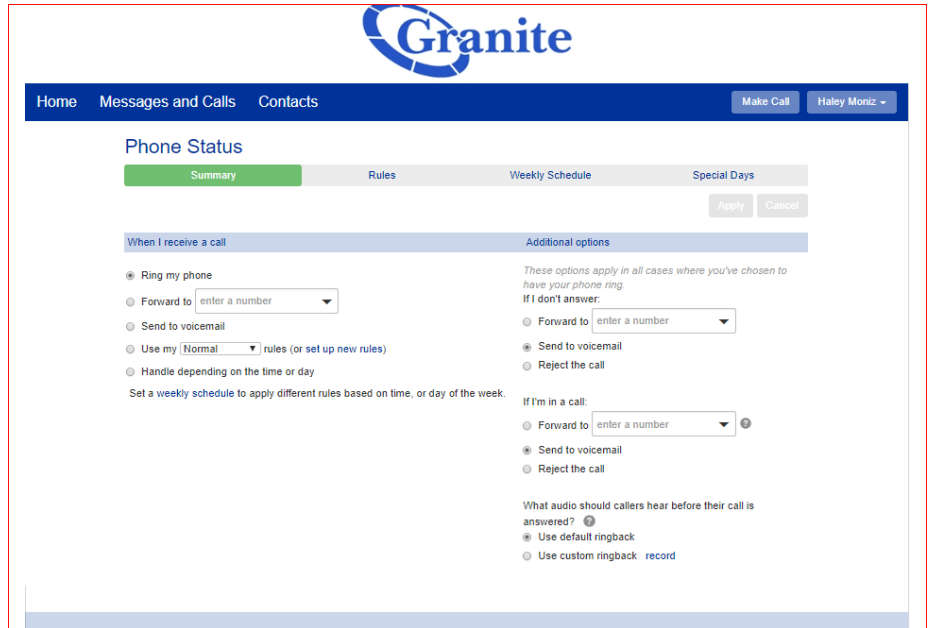 Granite
Home Messages and Calls Contacts Make Call Haley Moniz
Phone Status
Summary Rules Weekly Schedule Special Days
Apply Cancel
When I receive a call
Ring my phone
Forward to enter a number
Send to voicemail
Use my Normal rules (or set up new rules)
Handle depending on the time or day
Set a weekly schedule to apply different rules based on time, or day of the week.
Additional options
These options apply in all cases where you've chosen to
have your phone ring.
If I don't answer:
Forward to enter a number
Send to voicemail
Reject the call
If I'm in a call:
Forward to enter a number ?
Send to voicemail
Reject the call
What audio should callers hear before their call is
answered? ?
Use default ringback
Use custom ringback record